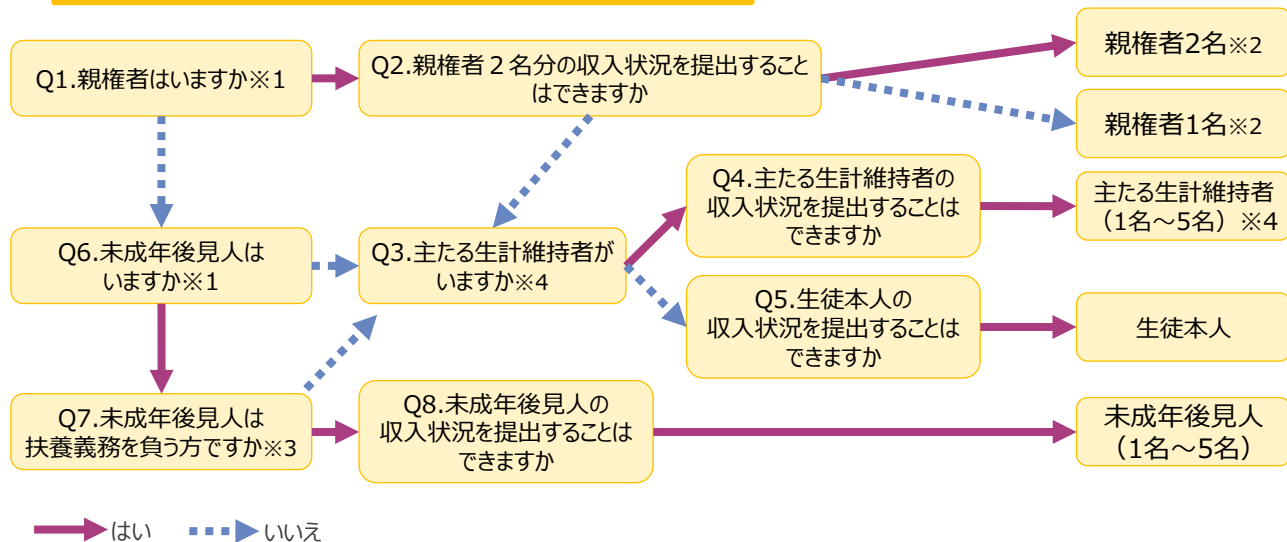 Q1.親権者はいますか※1
Q2.親権者２名分の収入状況を提出すること
はできますか
親権者2名※2
親権者1名※2
Q4.主たる生計維持者の
収入状況を提出することは
できますか
主たる生計維持者
（1名～5名）※4
Q6.未成年後見人は
いますか※1
Q3.主たる生計維持者が
いますか※4
Q5.生徒本人の
収入状況を提出することは
できますか
生徒本人
Q7.未成年後見人は
扶養義務を負う方ですか※3
Q8.未成年後見人の
収入状況を提出することは
できますか
未成年後見人
（1名～5名）
はい
いいえ